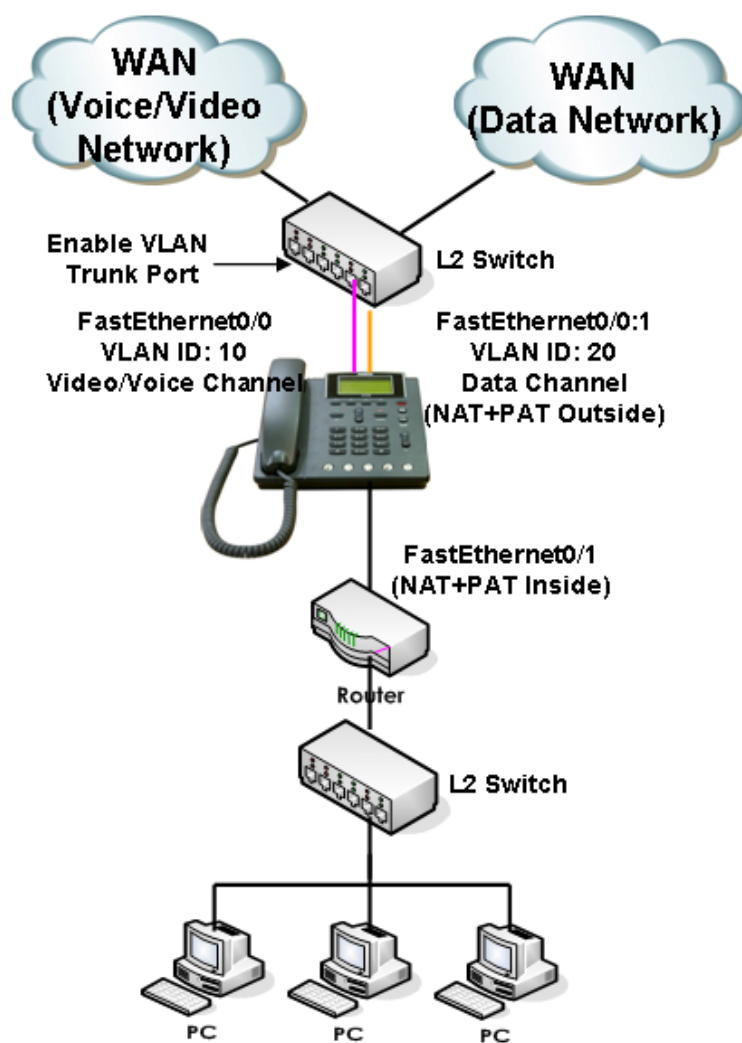 WAN
(Voice/Video
Network)
WAN
(Data Network)
Enable VLAN
Trunk Port
L2 Switch
FastEthernet0/0
VLAN ID: 10
Video/Voice Channel
FastEthernet0/0:1
VLAN ID: 20
Data Channel
(NAT+PAT Outside)
FastEthernet0/1
(NAT+PAT Inside)
Router
L2 Switch
PC
PC
PC